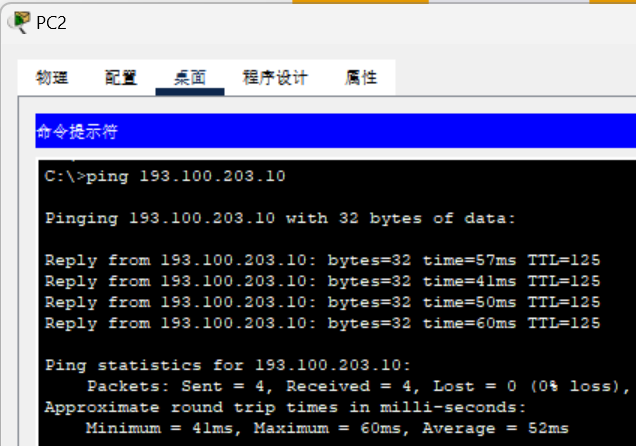 PC2
物理 配置 桌面 程序设计 属性
命令提示符
C:\>ping 193.100.203.10
Pinging 193.100.203.10 with 32 bytes of data:
Reply from 193.100.203.10: bytes=32 time=57ms TTL=125
Reply from 193.100.203.10: bytes=32 time=41ms TTL=125
Reply from 193.100.203.10: bytes=32 time=50ms TTL=125
Reply from 193.100.203.10: bytes=32 time=60ms TTL=125
Ping statistics for 193.100.203.10:
Packets: Sent = 4, Received = 4, Lost = 0 (0% loss),
Approximate round trip times in milli-seconds:
Minimum = 41ms, Maximum = 60ms, Average = 52ms